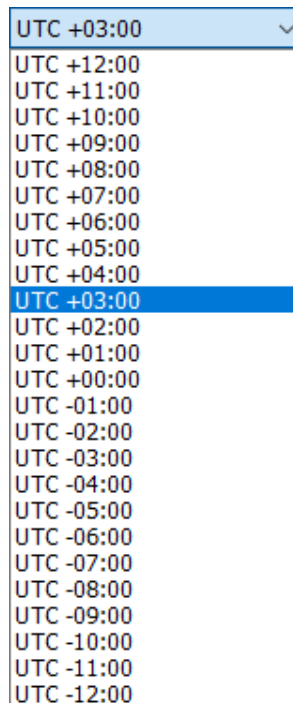 UTC +03:00
UTC +12:00
UTC +11:00
UTC +10:00
UTC +09:00
UTC +08:00
UTC +07:00
UTC +06:00
UTC +05:00
UTC +04:00
UTC +03:00
UTC +02:00
UTC +01:00
UTC +00:00
UTC -01:00
UTC -02:00
UTC -03:00
UTC -04:00
UTC -05:00
UTC -06:00
UTC -07:00
UTC -08:00
UTC -09:00
UTC -10:00
UTC -11:00
UTC -12:00